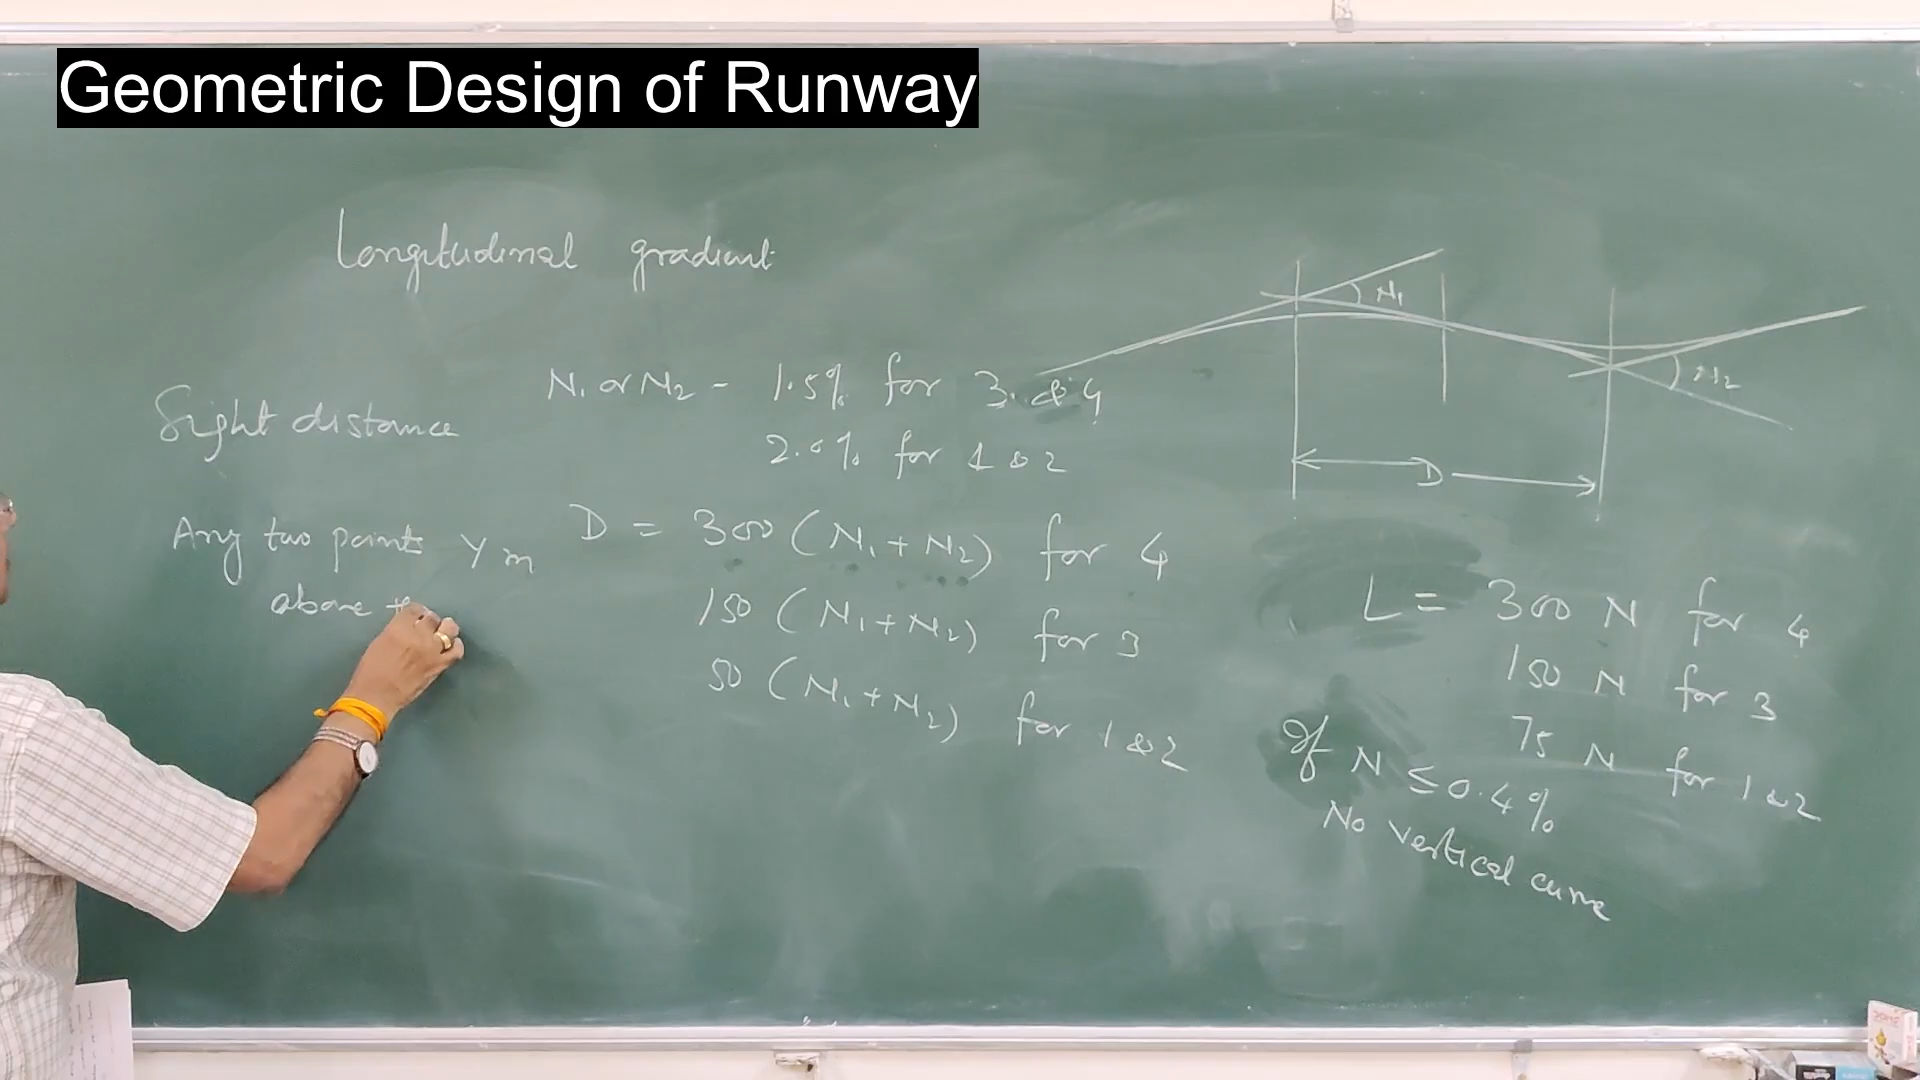 Geometric Design of Runway
Longitudinal gradient
Sight distance
Any two points Y m
above
N₁ or N₂ - 1.5% for 3 & 4
2.0% for 1 & 2
D = 300 (N₁ + N₂) for 4
150 (N₁ + N₂) for 3
50 (N₁ + N₂) for 1 & 2
N₁
N₂
D
L = 300 N for 4
150 N for 3
75 N for 1 & 2
If N ≤ 0.4%
No vertical curve